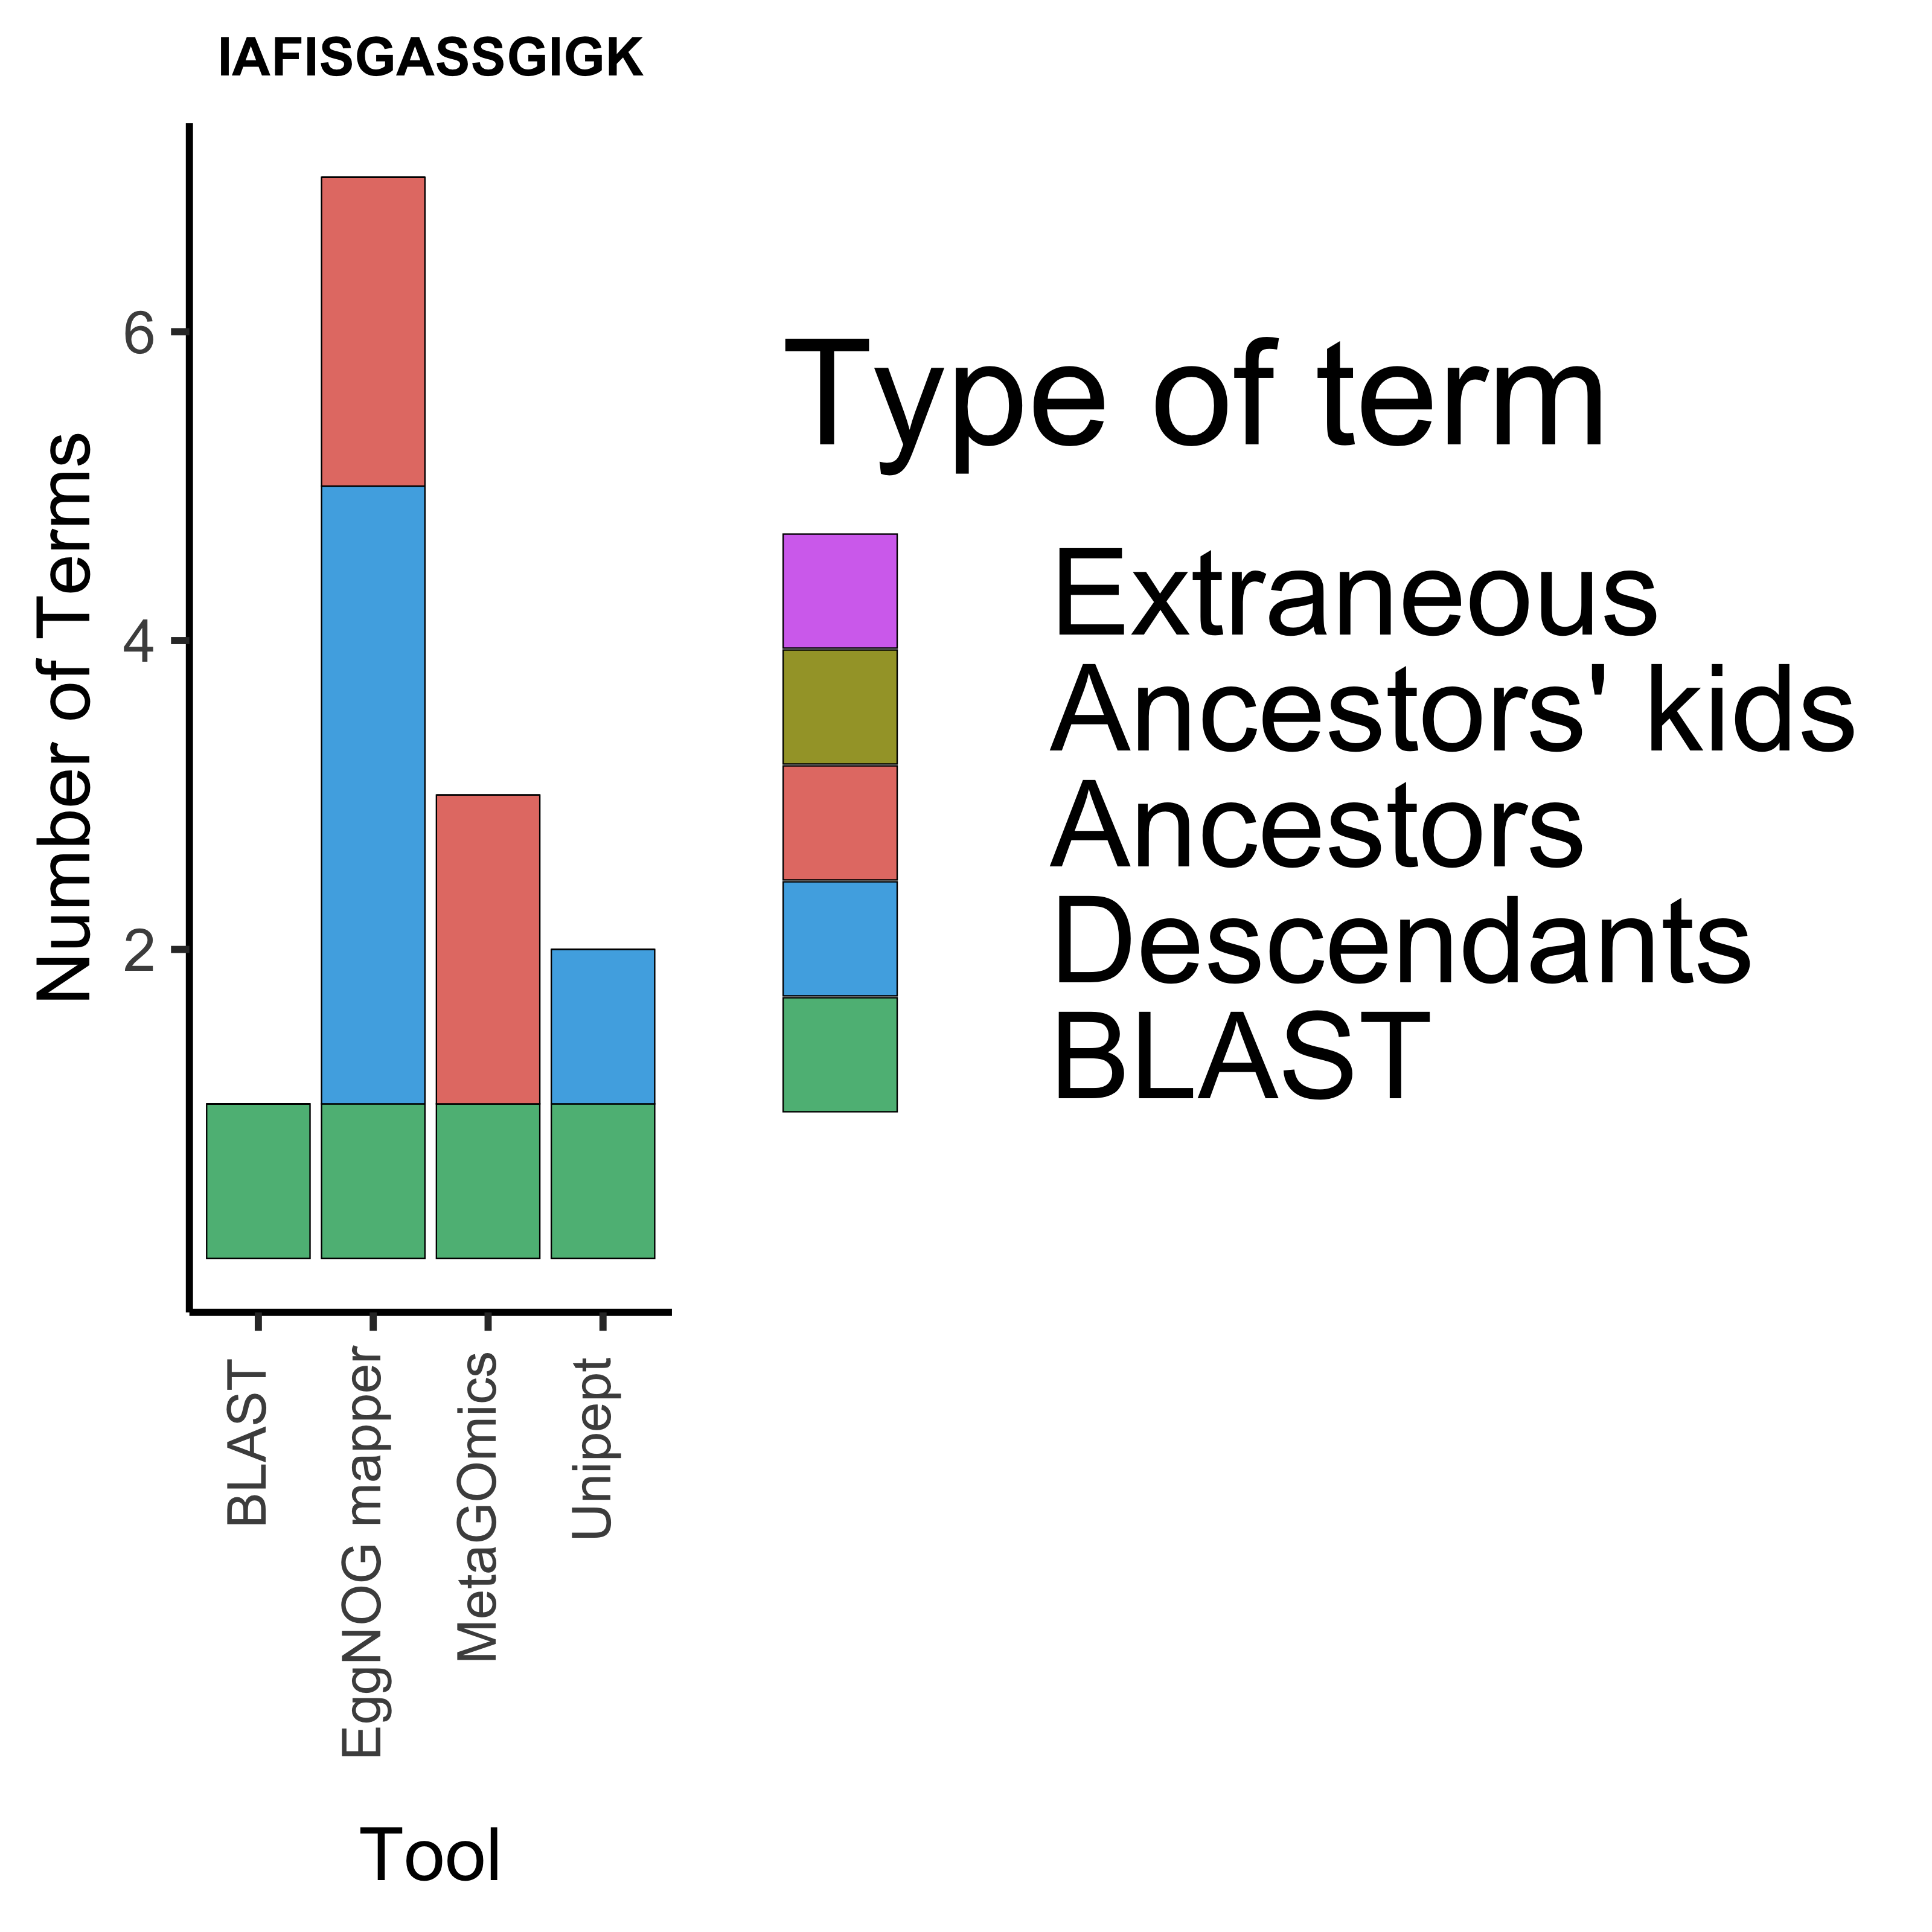 IAFISGASSGIGK
Number of Terms
6
4
2
BLAST
EggNOG mapper
MetaGOmics
Unipept
Tool
Type of term
Extraneous
Ancestors' kids
Ancestors
Descendants
BLAST